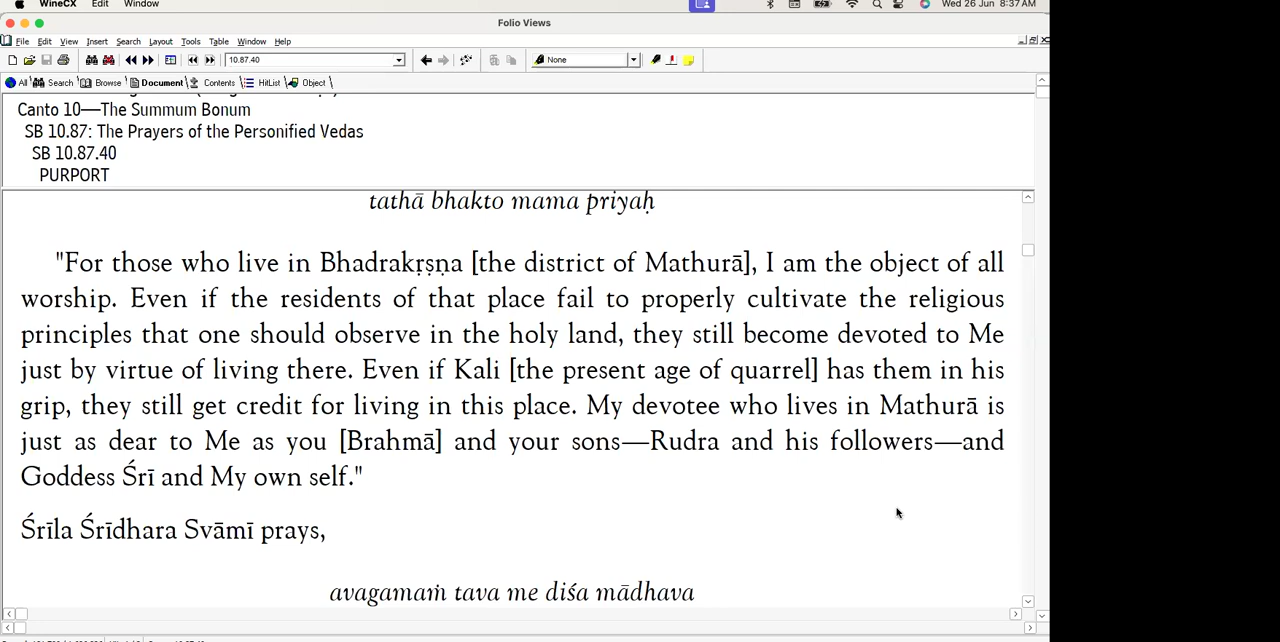 WineCX Edit Window Wed 26 Jun 8:37 AM
Folio Views
File Edit View Insert Search Layout Tools Table Window Help
10.87.40 None
All Search Browse Document Contents HitList Object
Canto 10—The Summum Bonum
SB 10.87: The Prayers of the Personified Vedas
SB 10.87.40
PURPORT
tathā bhakto mama priyaḥ
"For those who live in Bhadrakṛṣṇa [the district of Mathurā], I am the object of all
worship. Even if the residents of that place fail to properly cultivate the religious
principles that one should observe in the holy land, they still become devoted to Me
just by virtue of living there. Even if Kali [the present age of quarrel] has them in his
grip, they still get credit for living in this place. My devotee who lives in Mathurā is
just as dear to Me as you [Brahmā] and your sons—Rudra and his followers—and
Goddess Śrī and My own self."
Śrīla Śrīdhara Svāmī prays,
avagamaṁ tava me diśa mādhava